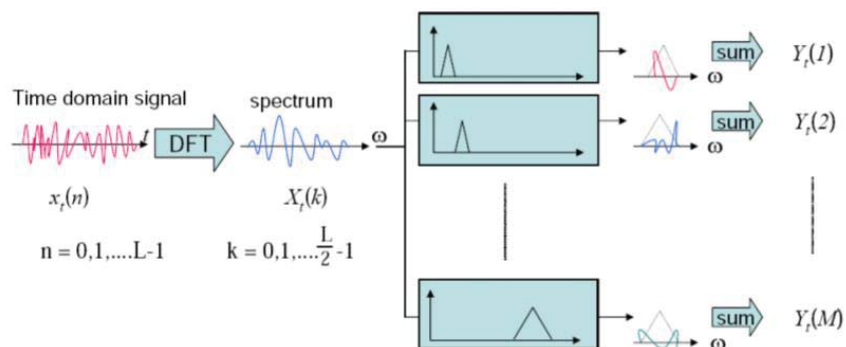 Time domain signal
t
DFT
spectrum
ω
x_t(n)
X_t(k)
n = 0,1,....L-1
k = 0,1,....L/2-1
ω
sum
Y_t(1)
ω
sum
Y_t(2)
ω
sum
Y_t(M)